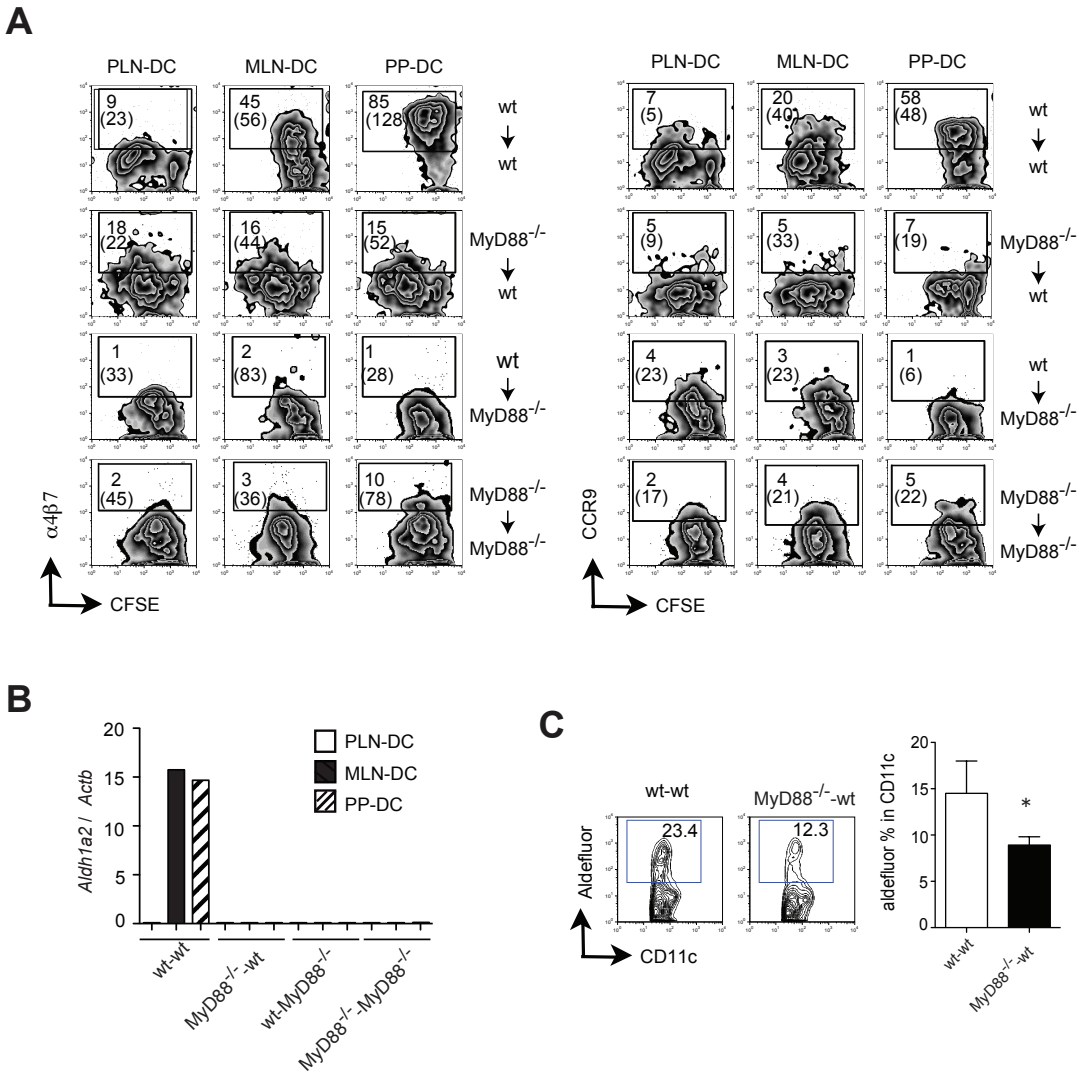 A
PLN-DC MLN-DC PP-DC
9 45 85
(23) (56) (128
wt
wt
18 16 15
(22) (44) (52)
MyD88-/-
wt
1 2 1
(33) (83) (28)
wt
MyD88-/-
2 3 10
(45) (36) (78)
MyD88-/-
MyD88-/-
α4β7
CFSE
PLN-DC MLN-DC PP-DC
7 20 58
(5) (40) (48)
wt
wt
5 5 7
(9) (33) (19)
MyD88-/-
wt
4 3 1
(23) (23) (6)
wt
MyD88-/-
2 4 5
(17) (21) (22)
MyD88-/-
MyD88-/-
CCR9
CFSE
B
Aldh1a2 / Actb
20
15
10
5
0
PLN-DC
MLN-DC
PP-DC
wt-wt
MyD88-/--wt
wt-MyD88-/-
MyD88-/--MyD88-/-
C
wt-wt MyD88-/--wt
23.4 12.3
Aldefluor
CD11c
aldefluor % in CD11c
20
15
10
5
0
*
wt-wt
MyD88-/--wt